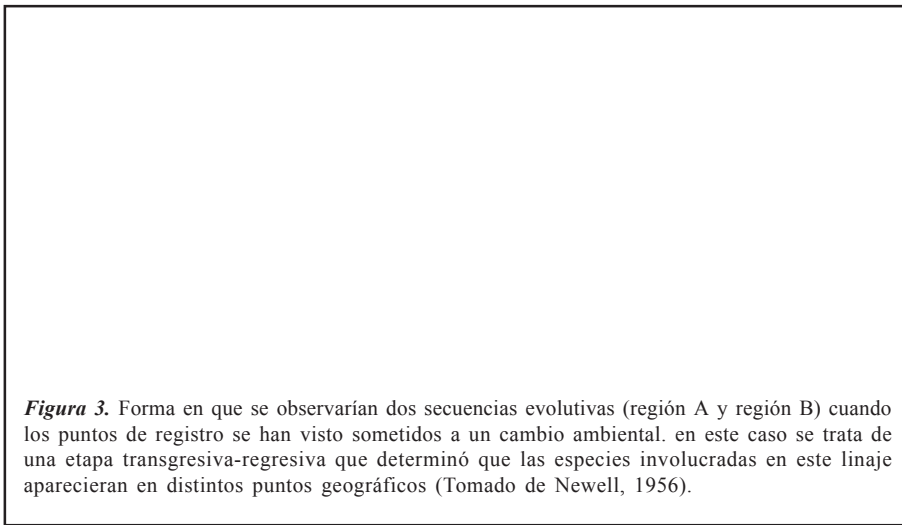 Figura 3. Forma en que se observarían dos secuencias evolutivas (región A y región B) cuando
los puntos de registro se han visto sometidos a un cambio ambiental. en este caso se trata de
una etapa transgresiva-regresiva que determinó que las especies involucradas en este linaje
aparecieran en distintos puntos geográficos (Tomado de Newell, 1956).